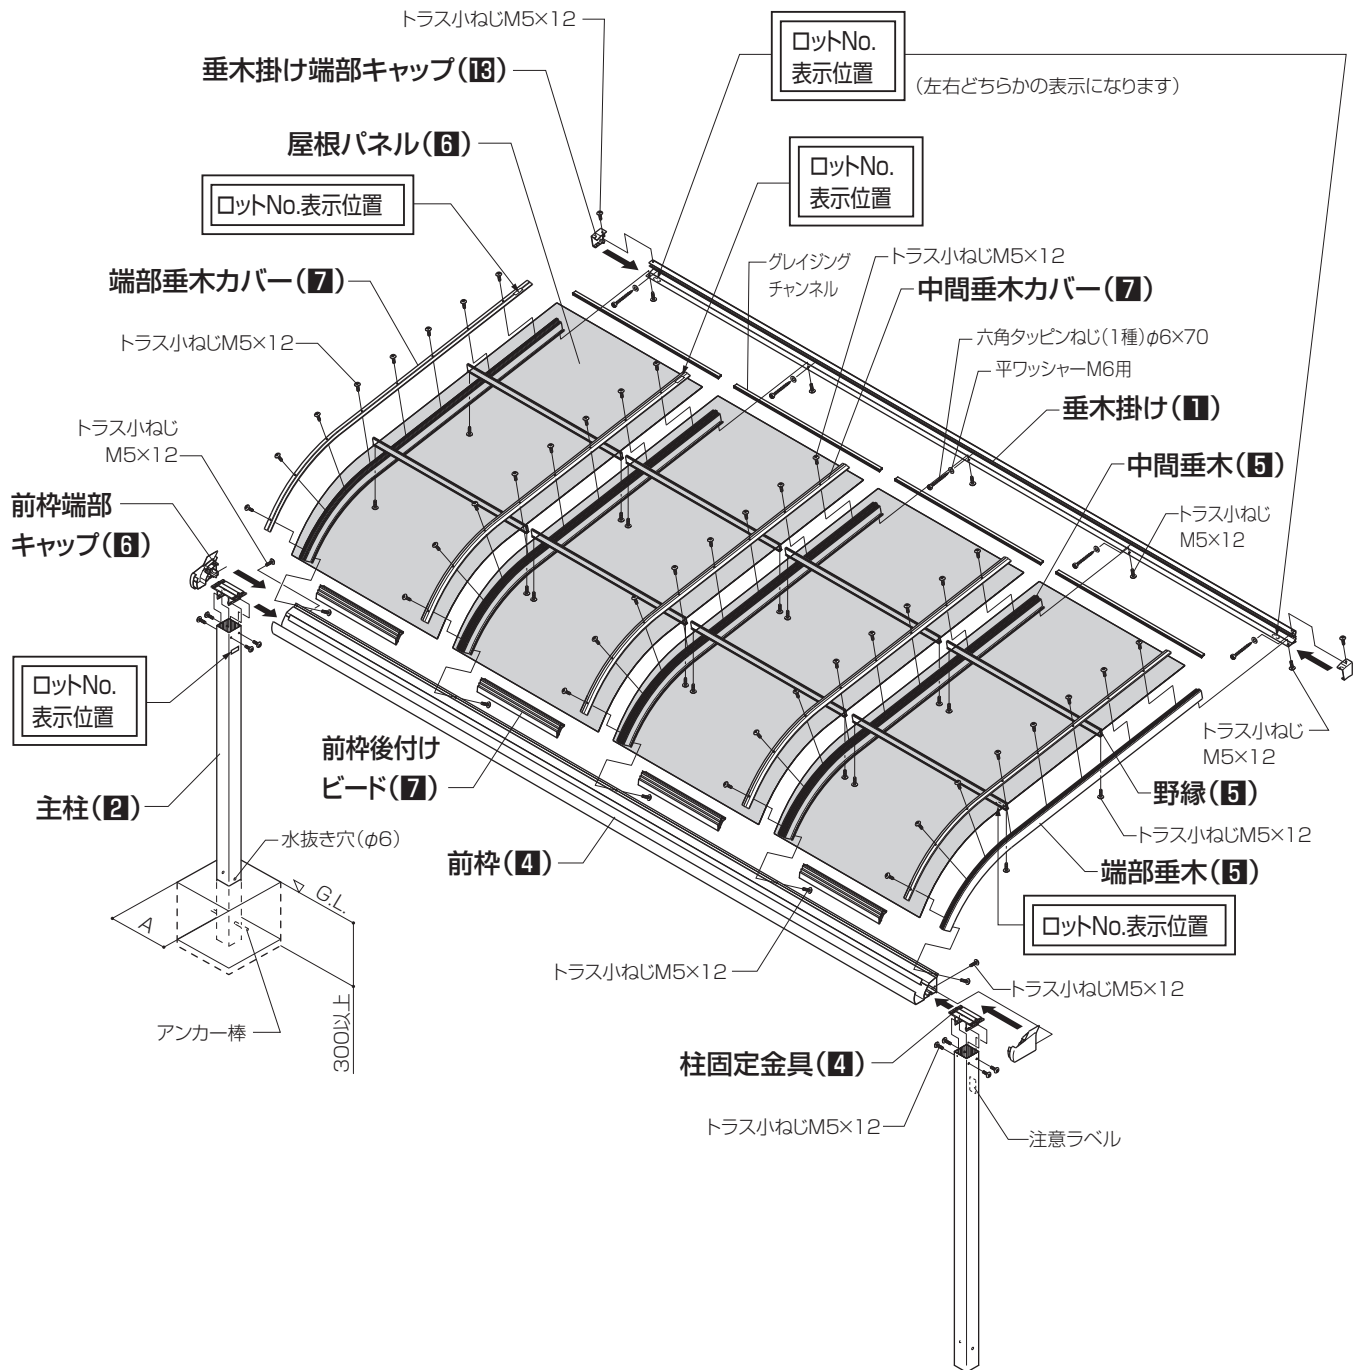 トラス小ねじM5×12
ロットNo.
表示位置
(左右どちらかの表示になります)
垂木掛け端部キャップ(13)
屋根パネル(6)
ロットNo.
表示位置
ロットNo.表示位置
グレイジング
チャンネル
トラス小ねじM5×12
端部垂木カバー(7)
中間垂木カバー(7)
トラス小ねじM5×12
六角タッピンねじ(1種)φ6×70
平ワッシャーM6用
垂木掛け(1)
トラス小ねじ
M5×12
中間垂木(5)
前枠端部
キャップ(6)
トラス小ねじ
M5×12
ロットNo.
表示位置
トラス小ねじ
M5×12
前枠後付け
ビード(7)
主柱(2)
野縁(5)
水抜き穴(φ6)
トラス小ねじM5×12
前枠(4)
端部垂木(5)
G.L.
A
ロットNo.表示位置
トラス小ねじM5×12
トラス小ねじM5×12
アンカー棒
300以上
柱固定金具(4)
トラス小ねじM5×12
注意ラベル